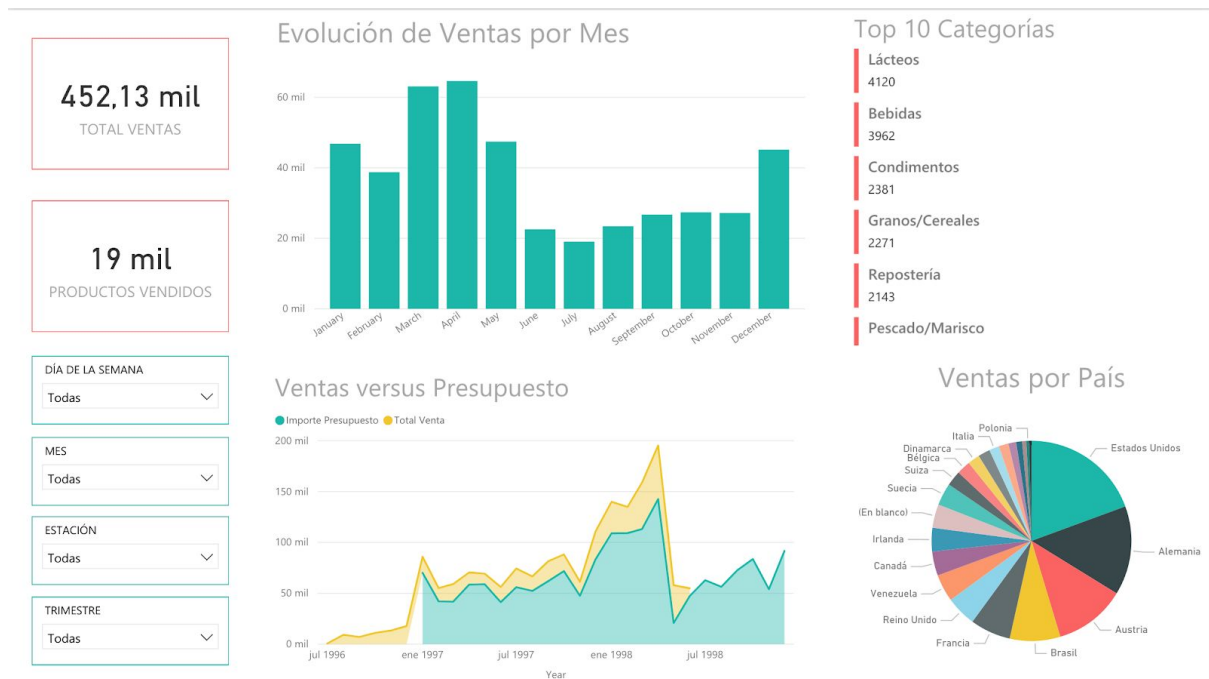 452,13 mil
TOTAL VENTAS
19 mil
PRODUCTOS VENDIDOS
DÍA DE LA SEMANA
Todas
MES
Todas
ESTACIÓN
Todas
TRIMESTRE
Todas
Evolución de Ventas por Mes
60 mil
40 mil
20 mil
0 mil
January
February
March
April
May
June
July
August
September
October
November
December
Ventas versus Presupuesto
Importe Presupuesto
Total Venta
200 mil
150 mil
100 mil
50 mil
0 mil
jul 1996
ene 1997
jul 1997
ene 1998
jul 1998
Year
Top 10 Categorías
Lácteos
4120
Bebidas
3962
Condimentos
2381
Granos/Cereales
2271
Repostería
2143
Pescado/Marisco
Ventas por País
Polonia
Italia
Dinamarca
Bélgica
Suiza
Suecia
(En blanco)
Irlanda
Canadá
Venezuela
Reino Unido
Francia
Brasil
Austria
Alemania
Estados Unidos